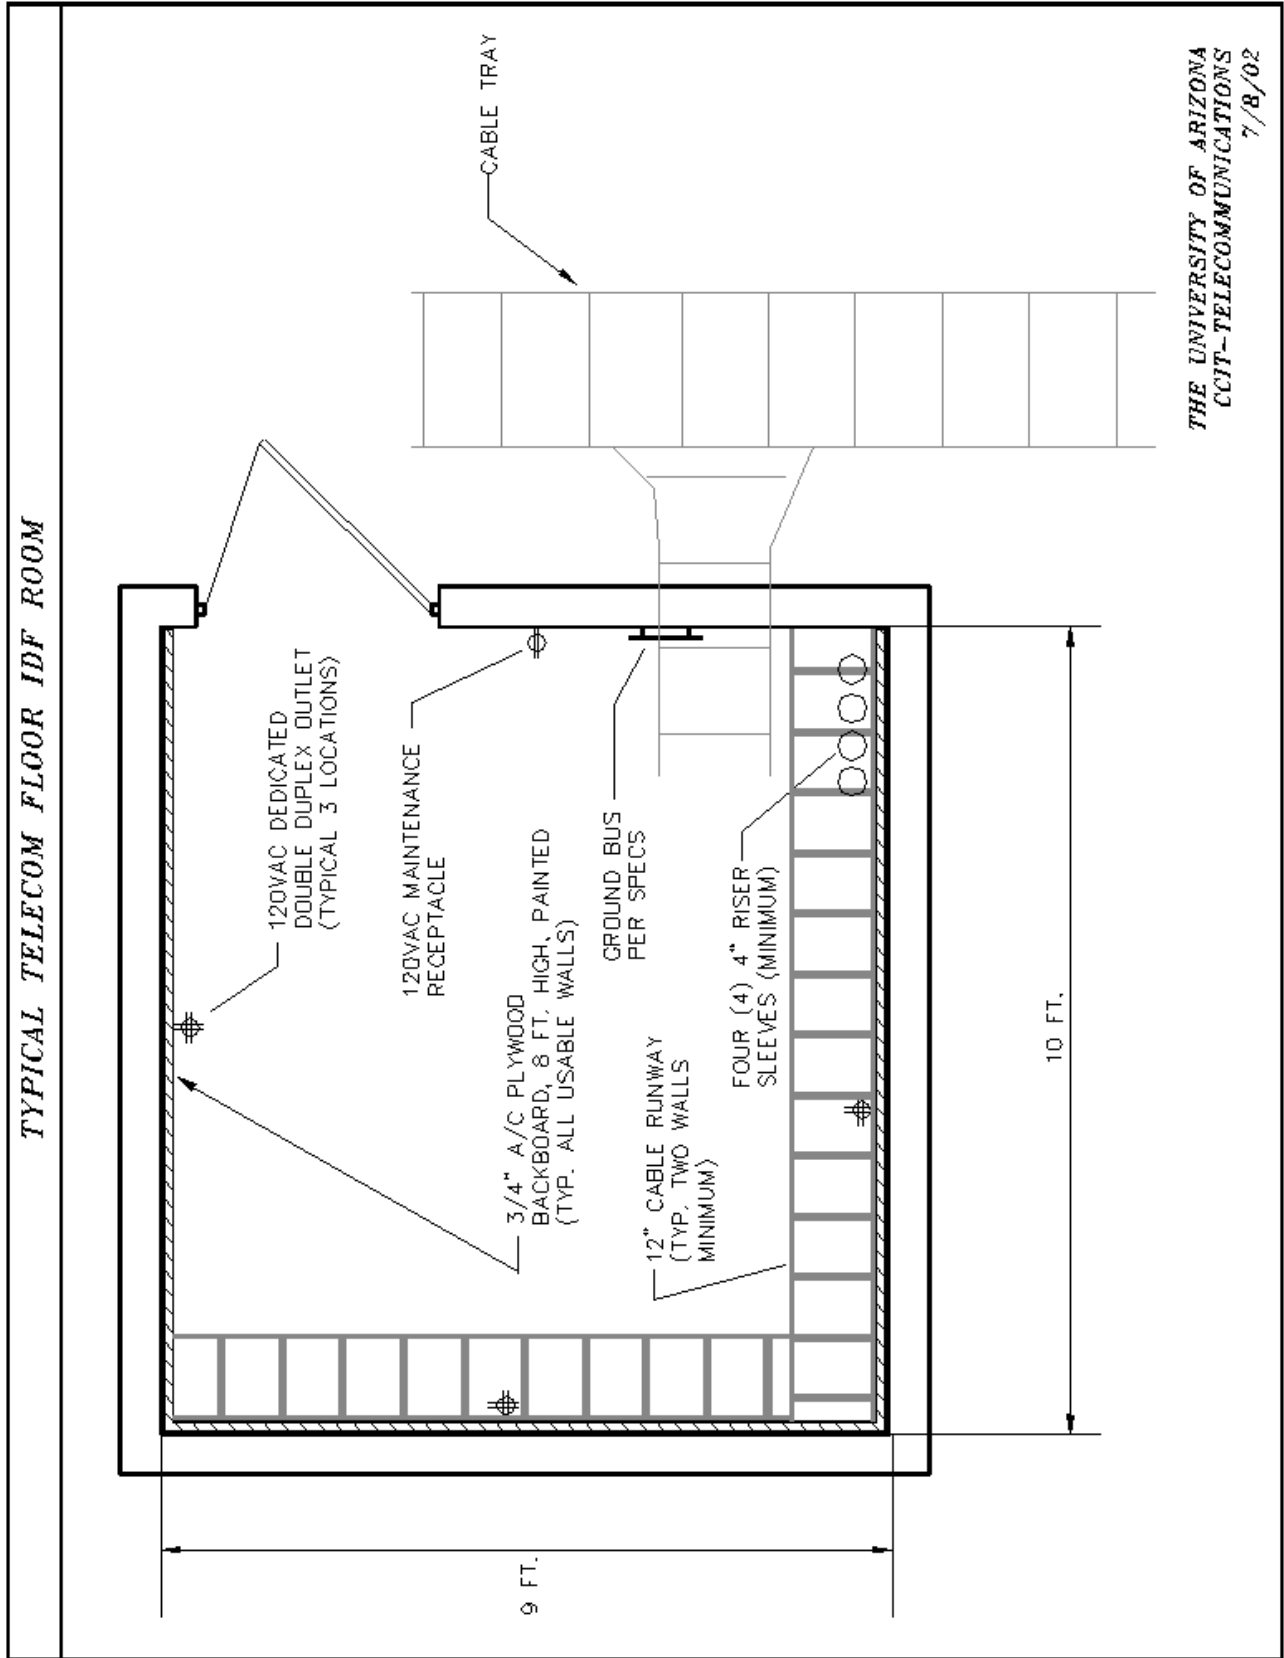 TYPICAL TELECOM FLOOR IDF ROOM
CABLE TRAY
120VAC DEDICATED
DOUBLE DUPLEX OUTLET
(TYPICAL 3 LOCATIONS)
120VAC MAINTENANCE
RECEPTACLE
3/4" A/C PLYWOOD
BACKBOARD, 8 FT. HIGH, PAINTED
(TYP. ALL USABLE WALLS)
GROUND BUS
PER SPECS
12" CABLE RUNWAY
(TYP. TWO WALLS
MINIMUM)
FOUR (4) 4" RISER
SLEEVES (MINIMUM)
9 FT.
10 FT.
THE UNIVERSITY OF ARIZONA
CCIT-TELECOMMUNICATIONS
7/8/02